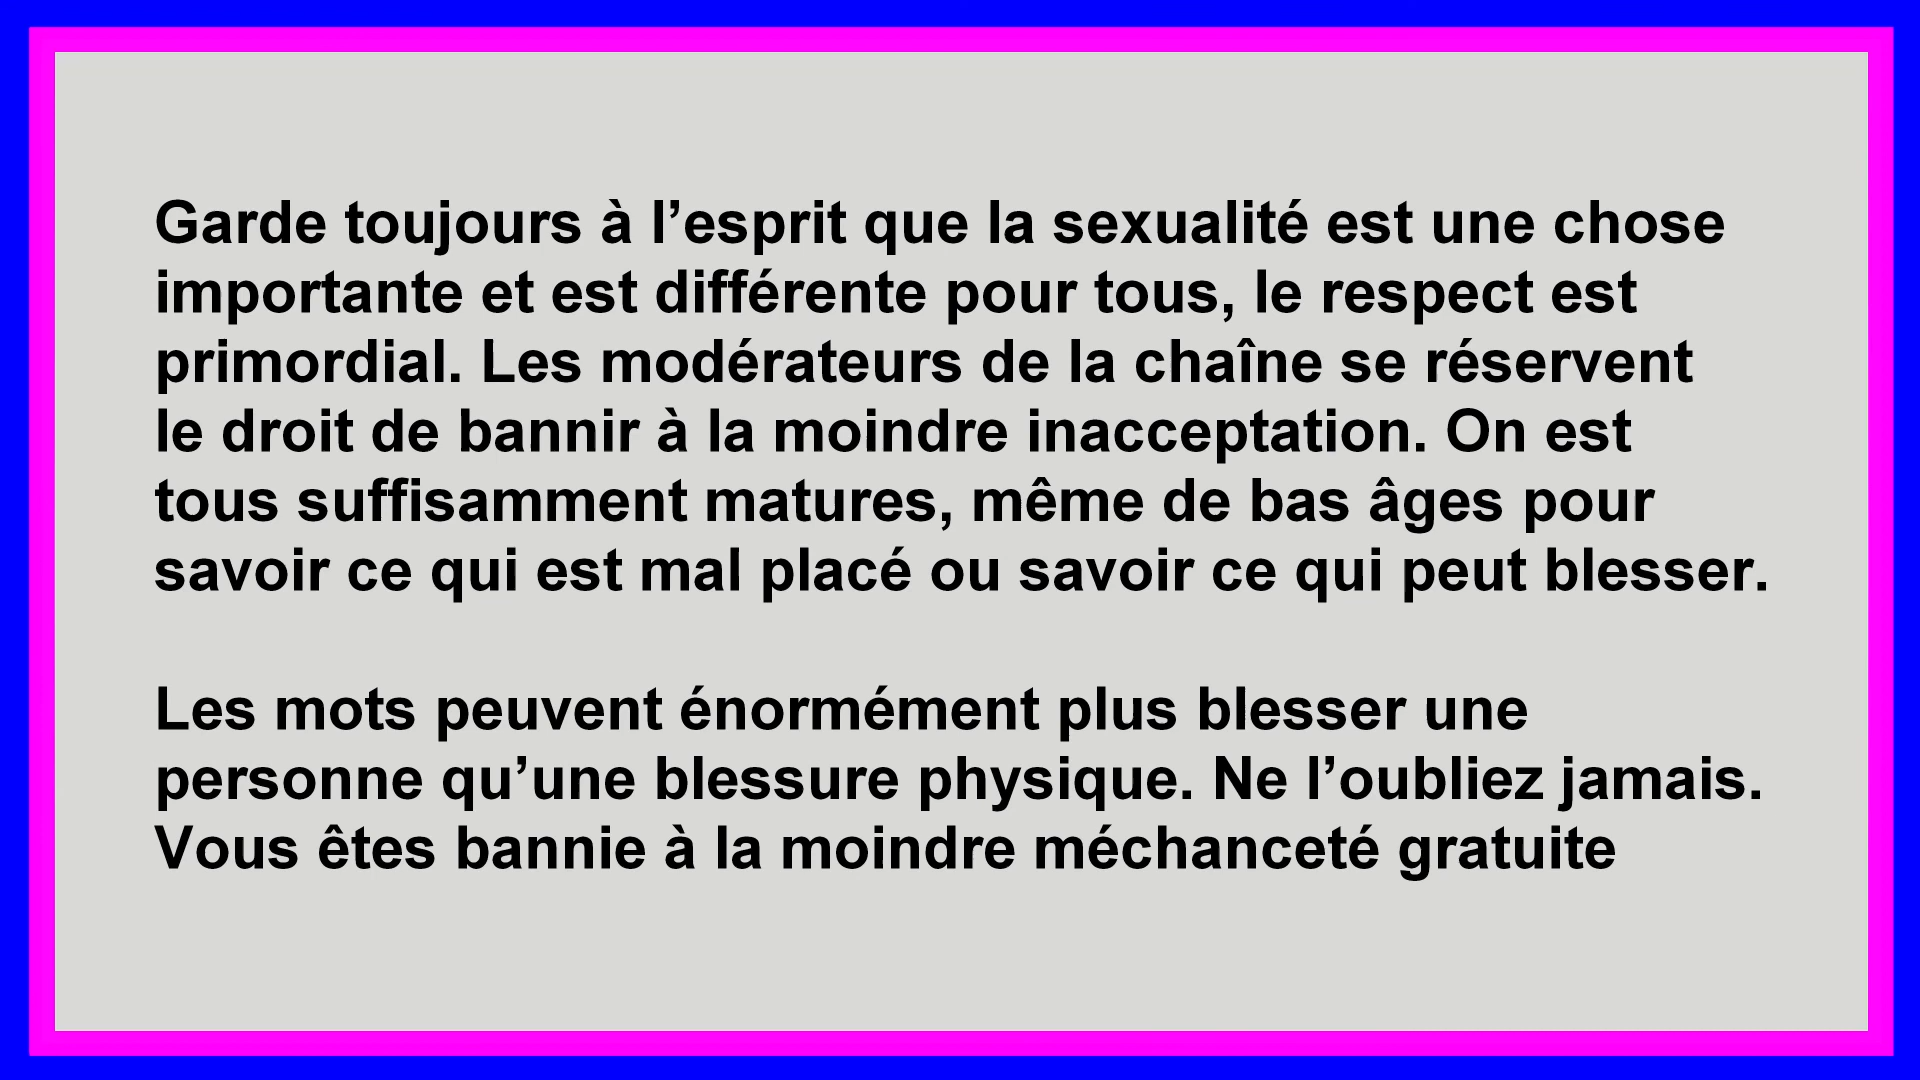 Garde toujours à l’esprit que la sexualité est une chose
importante et est différente pour tous, le respect est
primordial. Les modérateurs de la chaîne se réservent
le droit de bannir à la moindre inacceptation. On est
tous suffisamment matures, même de bas âges pour
savoir ce qui est mal placé ou savoir ce qui peut blesser.
Les mots peuvent énormément plus blesser une
personne qu’une blessure physique. Ne l’oubliez jamais.
Vous êtes bannie à la moindre méchanceté gratuite